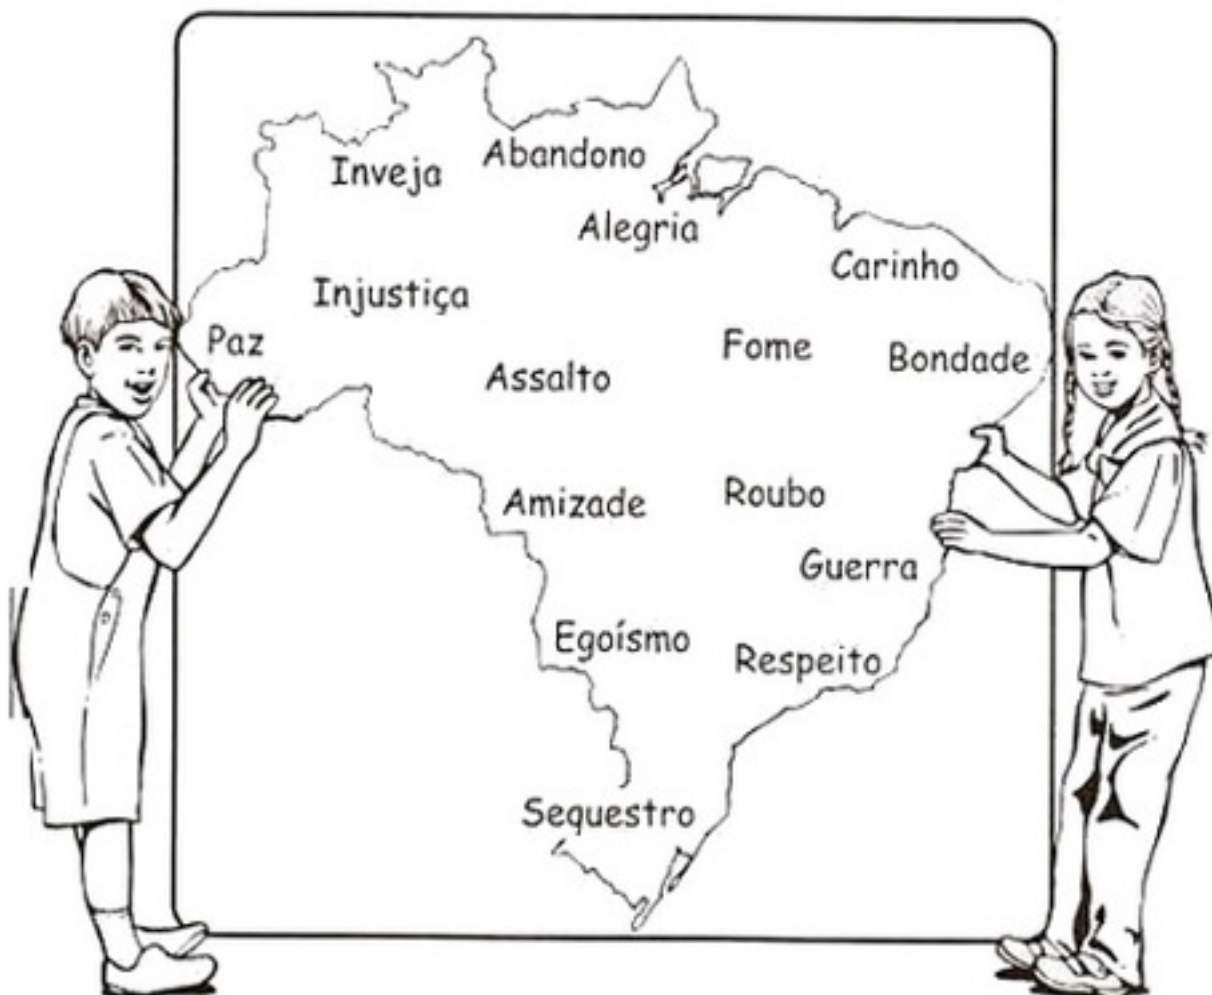 Abandono
Inveja
Alegria
Carinho
Injustiça
Paz
Fome
Bondade
Assalto
Amizade
Roubo
Guerra
Egoísmo
Respeito
Sequestro